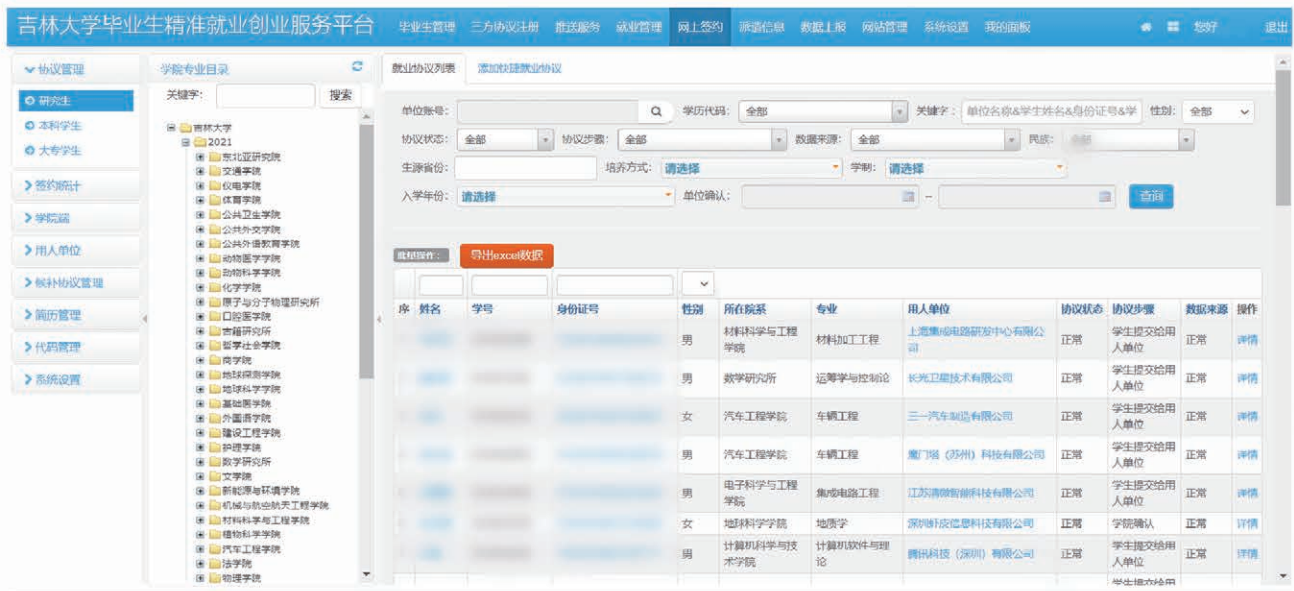 吉林大学毕业生精准就业创业服务平台
毕业生管理 三方协议注册 推送服务 就业管理 网上签约 派遣信息 数据上报 网站管理 系统设置 我的面板 您好 退出
协议管理
研究生
本科学生
大专学生
签约统计
学院端
用人单位
候补协议管理
简历管理
代码管理
系统设置
学院专业目录
关键字: 搜索
吉林大学
2021
东北亚研究院
交通学院
仪电学院
体育学院
公共卫生学院
公共外交学院
公共外语教育学院
动物医学学院
动物科学学院
化学学院
原子与分子物理研究所
口腔医学院
古籍研究所
哲学社会学院
商学院
地球探测学院
地球科学学院
基础医学院
外国语学院
建设工程学院
护理学院
数学研究所
文学院
新能源与环境学院
机械与航空航天工程学院
材料科学与工程学院
植物科学学院
汽车工程学院
法学院
物理学院
就业协议列表 添加快捷就业协议
单位账号: 学历代码: 全部 关键字: 单位名称&学生姓名&身份证号&学 性别: 全部
协议状态: 全部 协议步骤: 全部 数据来源: 全部 民族:
生源省份: 培养方式: 请选择 学制: 请选择
入学年份: 请选择 单位确认: – 查询
批量操作: 导出excel数据
序 姓名 学号 身份证号 性别 所在院系 专业 用人单位 协议状态 协议步骤 数据来源 操作
男 材料科学与工程学院 材料加工工程 上海集成电路研发中心有限公司 正常 学生提交给用人单位 正常 详情
男 数学研究所 运筹学与控制论 长光卫星技术有限公司 正常 学生提交给用人单位 正常 详情
女 汽车工程学院 车辆工程 三一汽车制造有限公司 正常 学生提交给用人单位 正常 详情
男 汽车工程学院 车辆工程 魔门塔（苏州）科技有限公司 正常 学生提交给用人单位 正常 详情
男 电子科学与工程学院 集成电路工程 江苏清微智能科技有限公司 正常 学生提交给用人单位 正常 详情
女 地球科学学院 地质学 深圳虾皮信息科技有限公司 正常 学院确认 正常 详情
男 计算机科学与技术学院 计算机软件与理论 腾讯科技（深圳）有限公司 正常 学生提交给用人单位 正常 详情
学生提交给用